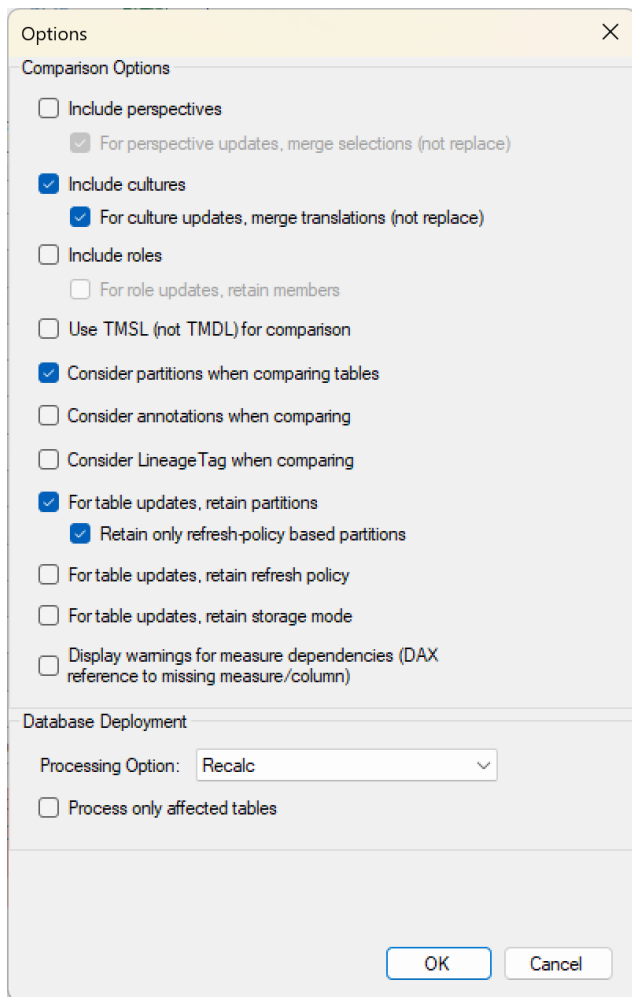 Options
Comparison Options
Include perspectives
For perspective updates, merge selections (not replace)
Include cultures
For culture updates, merge translations (not replace)
Include roles
For role updates, retain members
Use TMSL (not TMDL) for comparison
Consider partitions when comparing tables
Consider annotations when comparing
Consider LineageTag when comparing
For table updates, retain partitions
Retain only refresh-policy based partitions
For table updates, retain refresh policy
For table updates, retain storage mode
Display warnings for measure dependencies (DAX
reference to missing measure/column)
Database Deployment
Processing Option: Recalc
Process only affected tables
OK Cancel